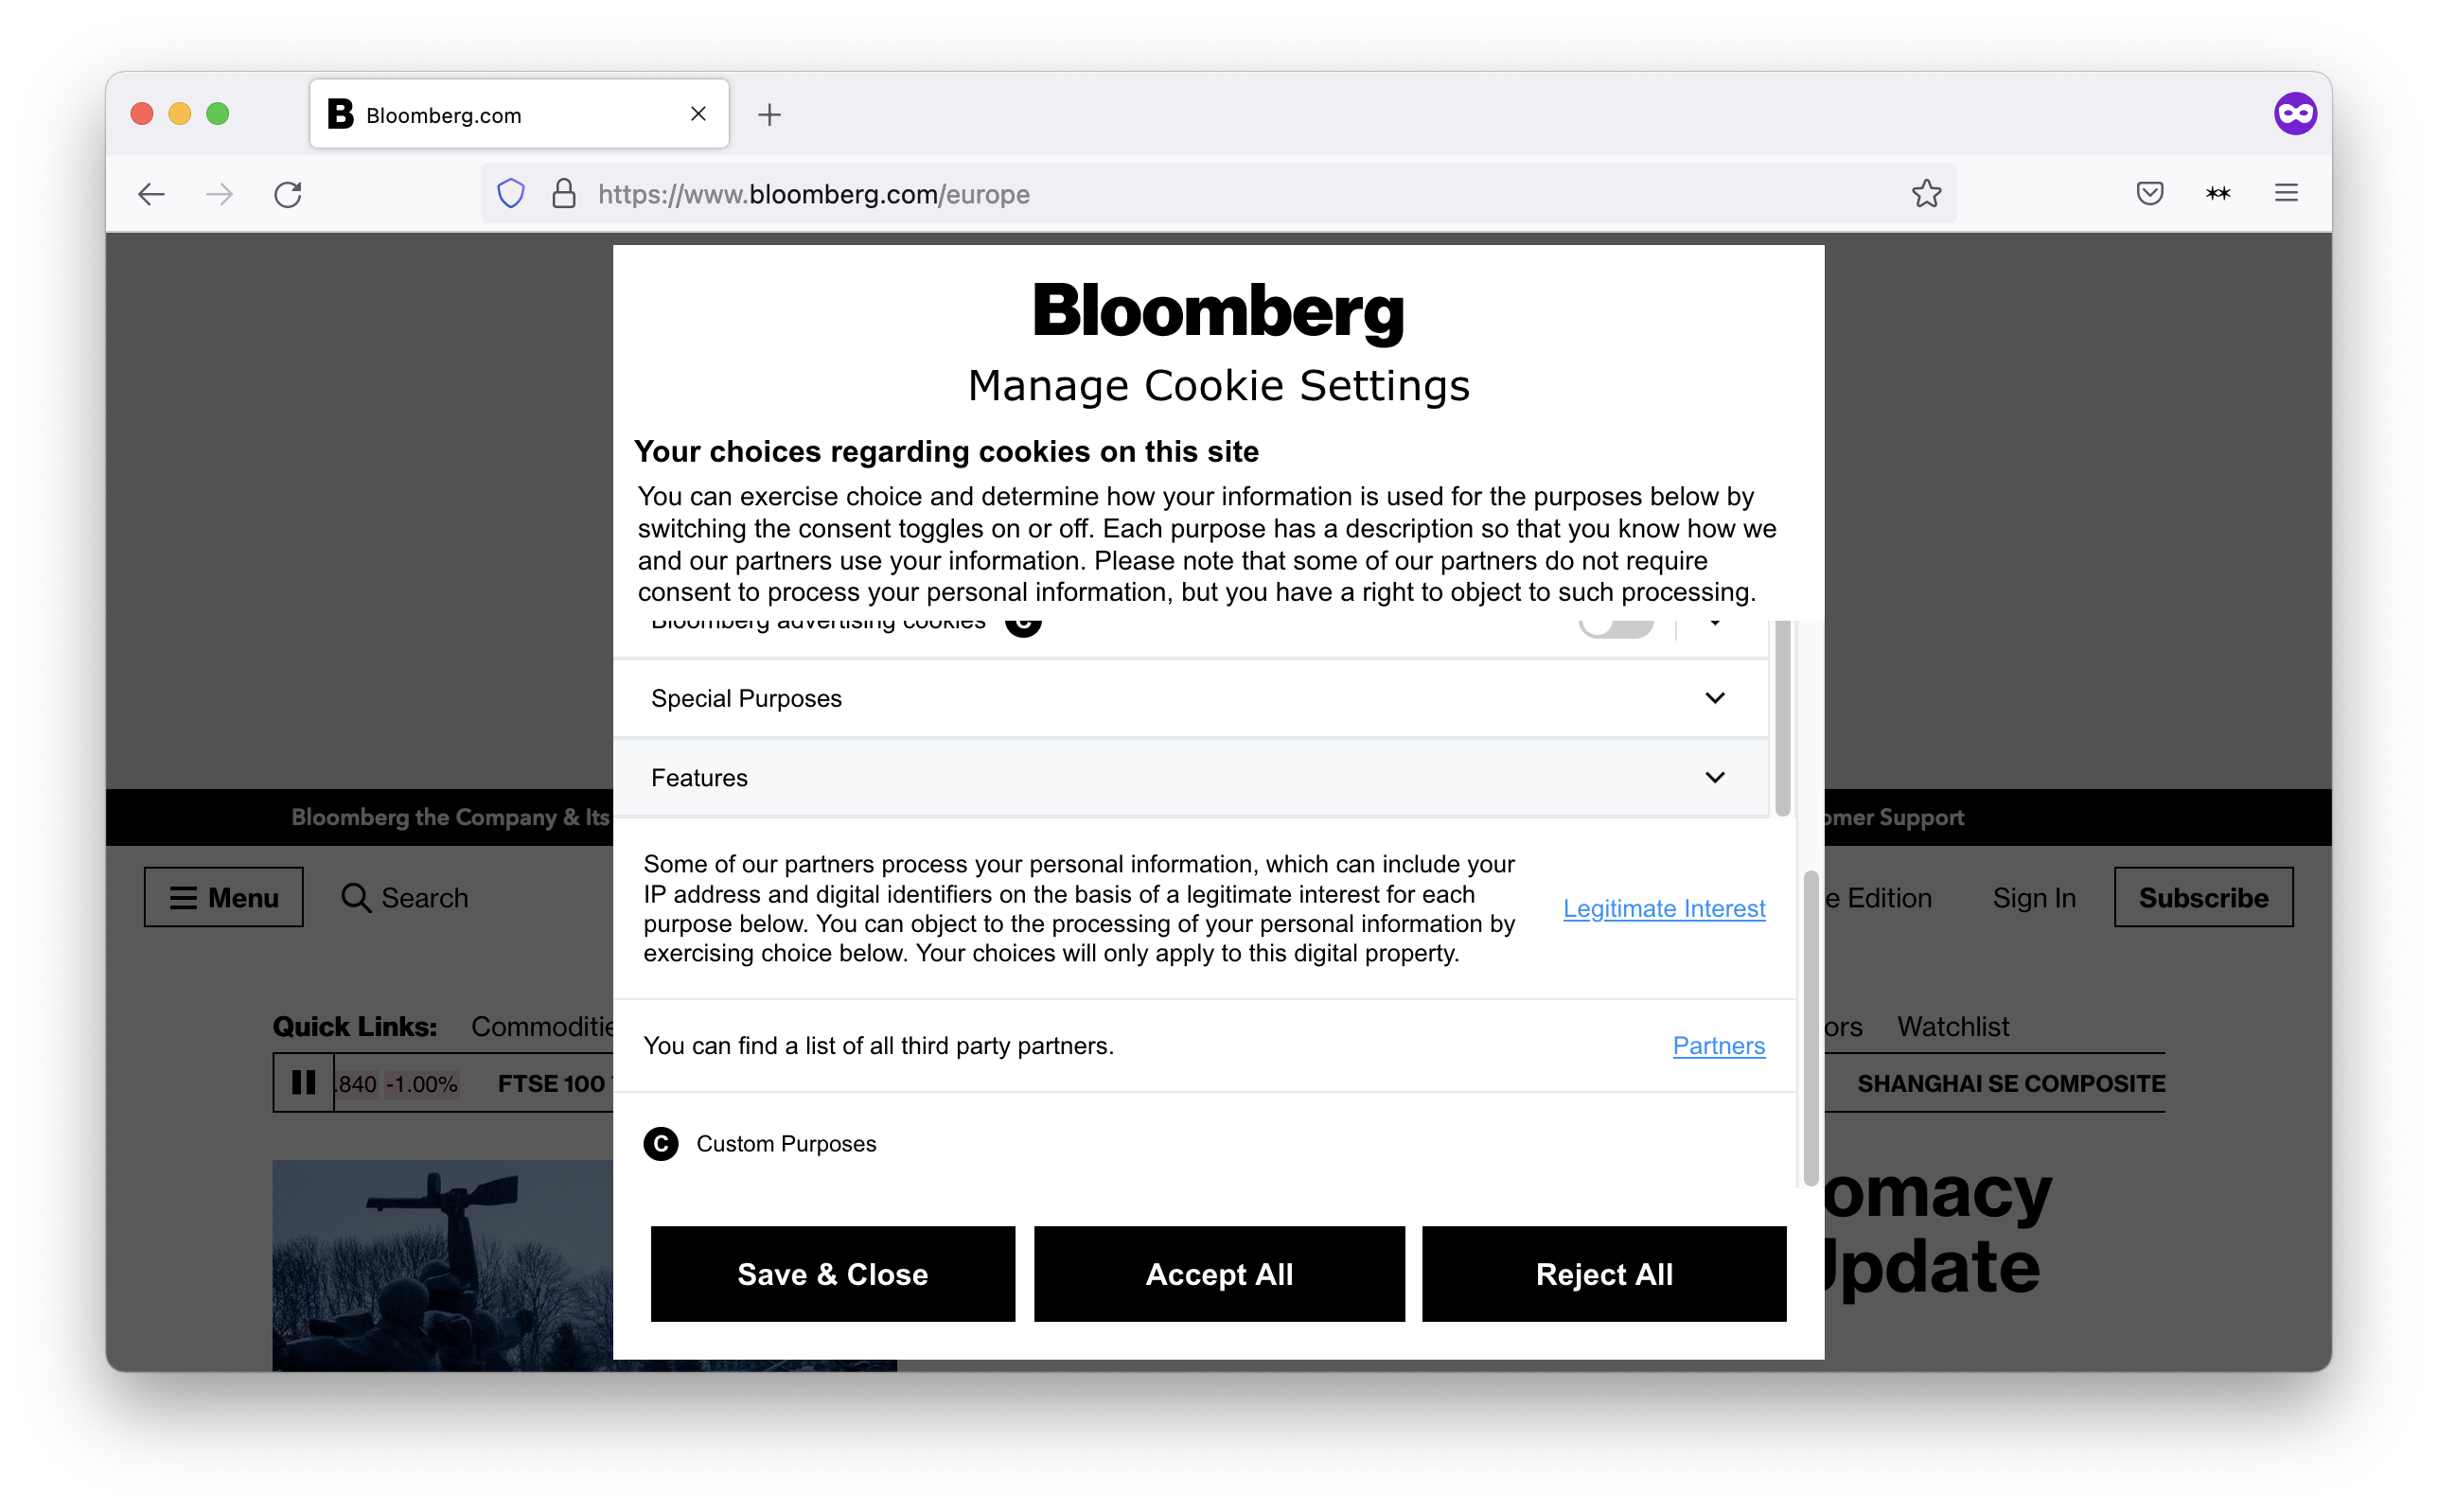 B Bloomberg.com
https://www.bloomberg.com/europe
Bloomberg
Manage Cookie Settings
Your choices regarding cookies on this site
You can exercise choice and determine how your information is used for the purposes below by
switching the consent toggles on or off. Each purpose has a description so that you know how we
and our partners use your information. Please note that some of our partners do not require
consent to process your personal information, but you have a right to object to such processing.
Bloomberg advertising cookies C
Special Purposes
Features
Some of our partners process your personal information, which can include your
IP address and digital identifiers on the basis of a legitimate interest for each
purpose below. You can object to the processing of your personal information by
exercising choice below. Your choices will only apply to this digital property.
Legitimate Interest
You can find a list of all third party partners.
Partners
C Custom Purposes
Save & Close
Accept All
Reject All
Bloomberg the Company & Its
omer Support
Menu
Search
e Edition
Sign In
Subscribe
Quick Links:
Commoditie
ors
Watchlist
.840 -1.00%
FTSE 100
SHANGHAI SE COMPOSITE
omacy
Update